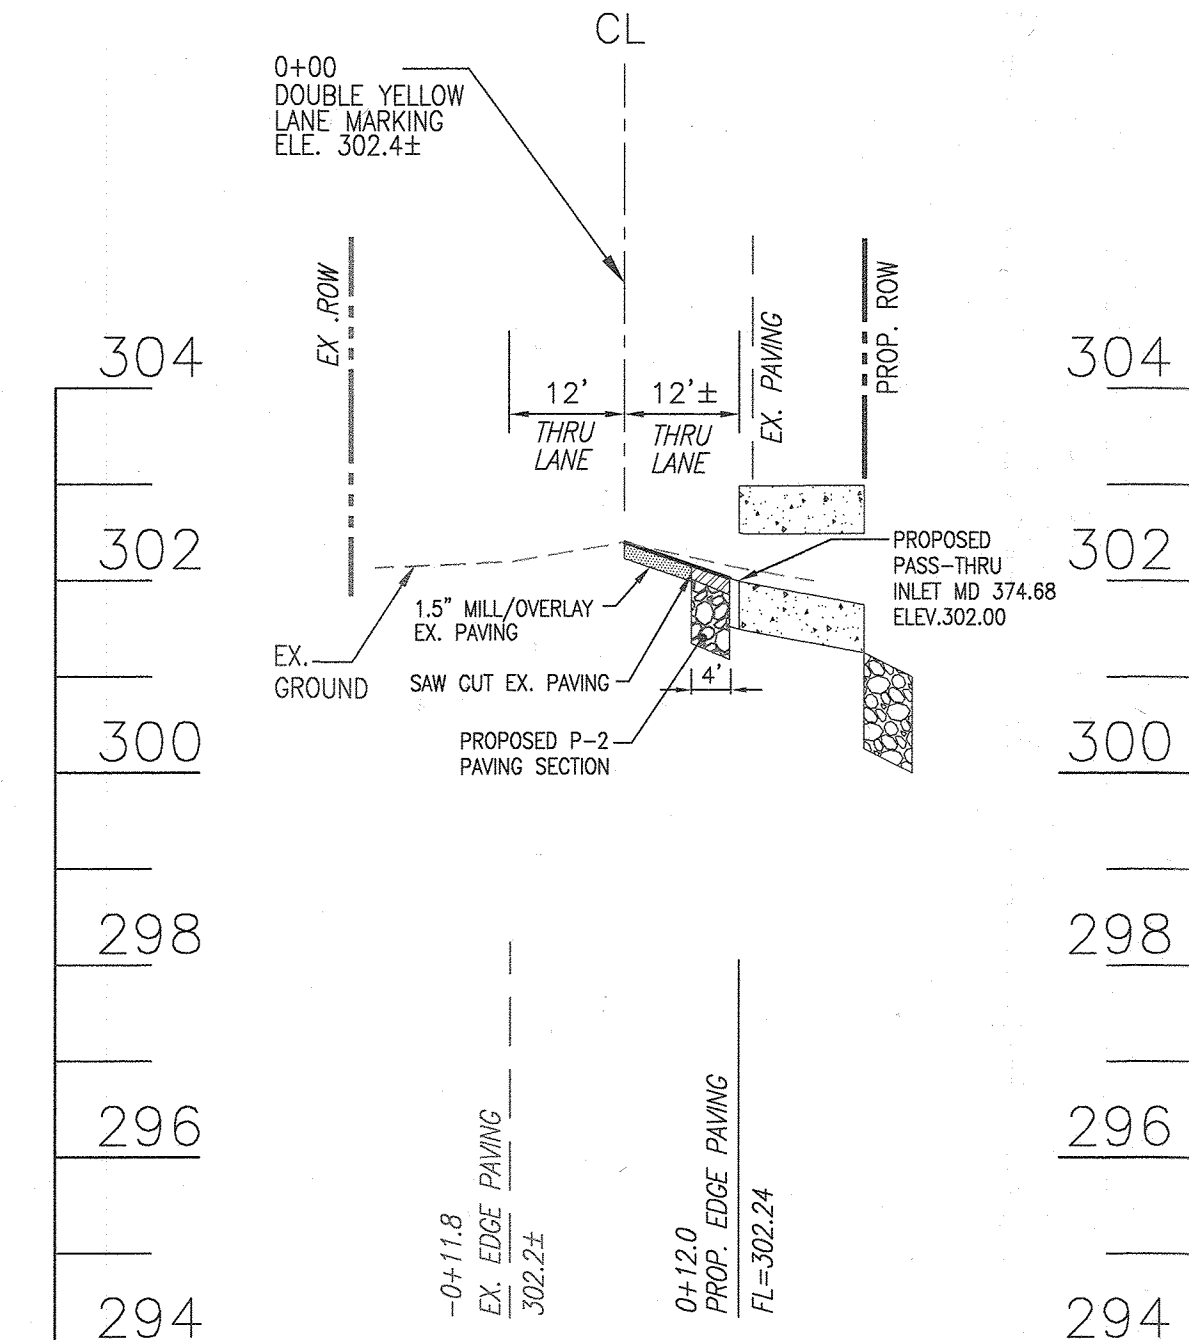 CL
0+00
DOUBLE YELLOW
LANE MARKING
ELE. 302.4±
EX .ROW
EX. PAVING
PROP. ROW
304
304
12'
12'±
THRU
LANE
THRU
LANE
302
302
PROPOSED
PASS-THRU
INLET MD 374.68
ELEV.302.00
1.5" MILL/OVERLAY
EX. PAVING
EX.
GROUND
SAW CUT EX. PAVING
4'
PROPOSED P-2
PAVING SECTION
300
300
298
298
296
296
-0+11.8
EX. EDGE PAVING
302.2±
0+12.0
PROP. EDGE PAVING
FL=302.24
294
294